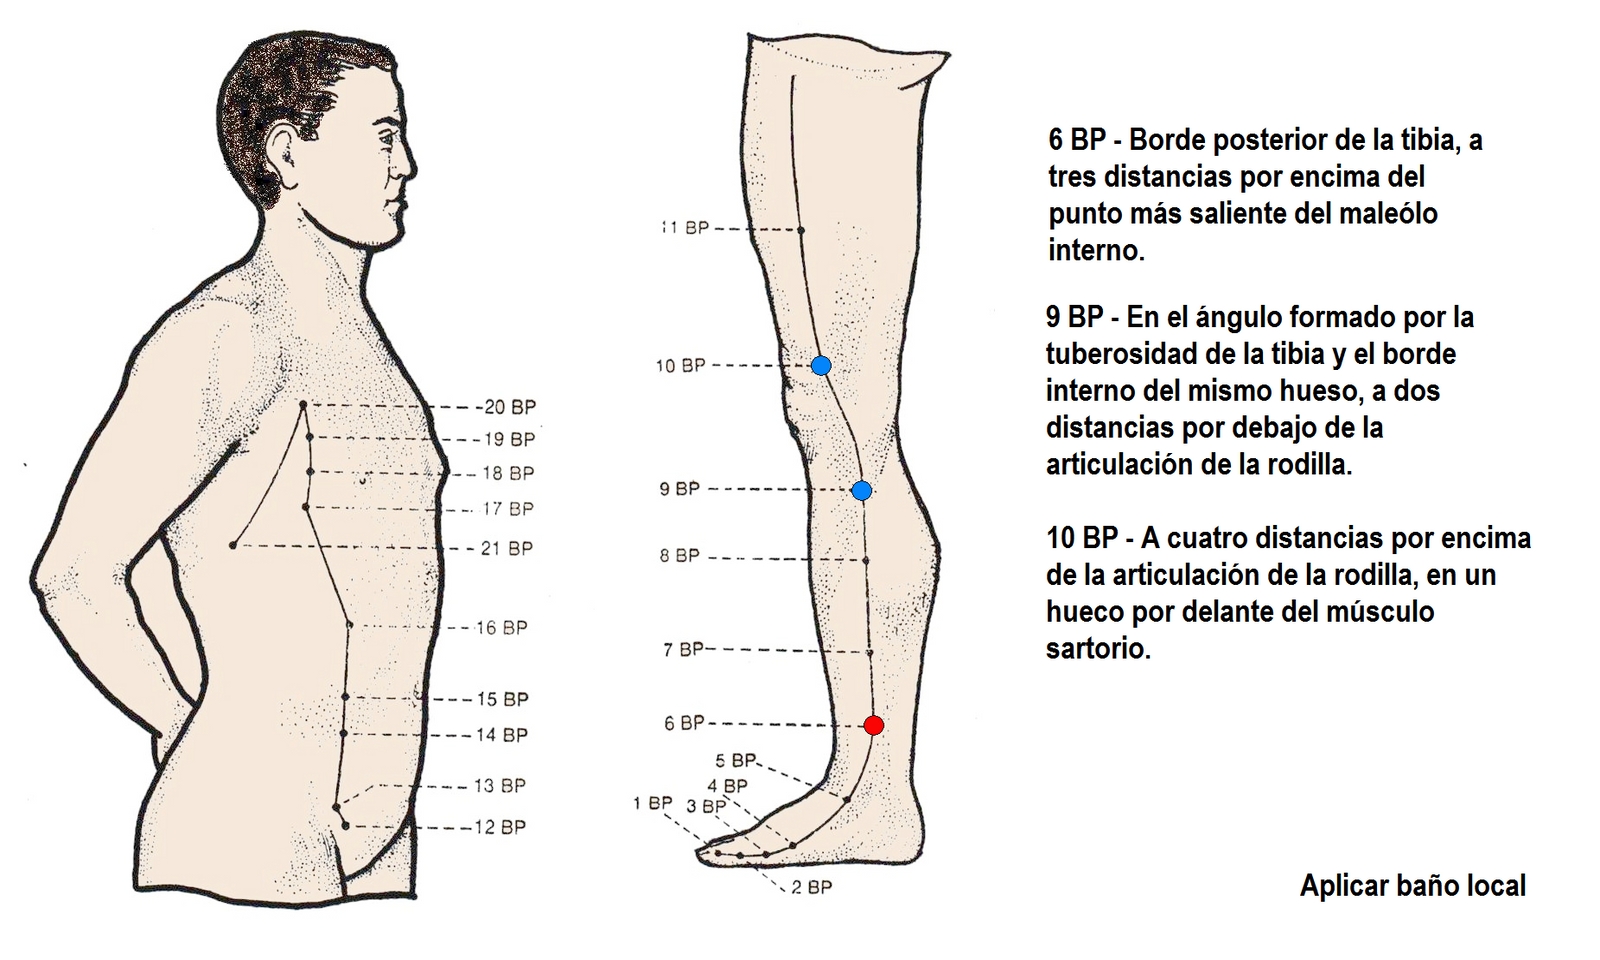 20 BP
19 BP
18 BP
17 BP
21 BP
16 BP
15 BP
14 BP
13 BP
12 BP
11 BP
10 BP
9 BP
8 BP
7 BP
6 BP
5 BP
4 BP
1 BP 3 BP
2 BP
6 BP - Borde posterior de la tibia, a
tres distancias por encima del
punto más saliente del maleólo
interno.
9 BP - En el ángulo formado por la
tuberosidad de la tibia y el borde
interno del mismo hueso, a dos
distancias por debajo de la
articulación de la rodilla.
10 BP - A cuatro distancias por encima
de la articulación de la rodilla, en un
hueco por delante del músculo
sartorio.
Aplicar baño local